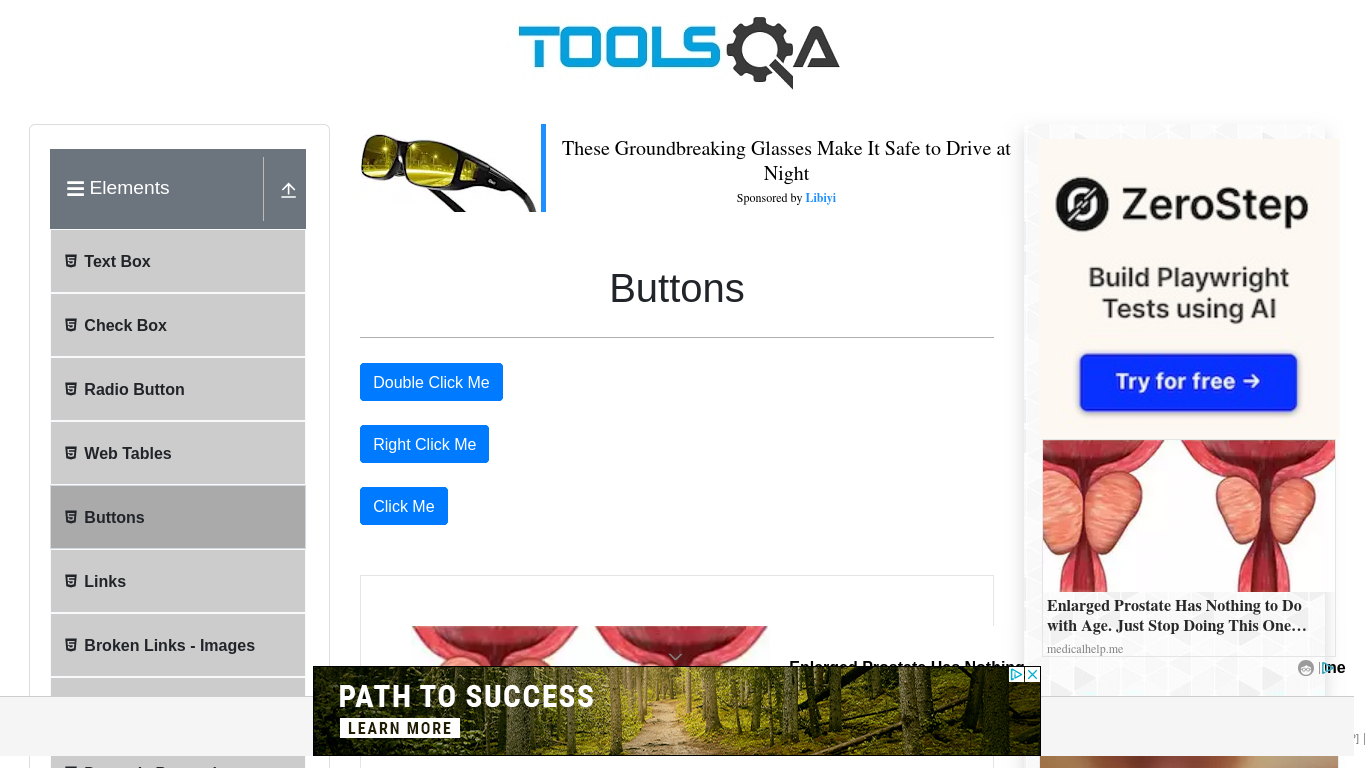 TOOLSQA
Elements
Text Box
Check Box
Radio Button
Web Tables
Buttons
Links
Broken Links - Images
These Groundbreaking Glasses Make It Safe to Drive at
Night
Sponsored by Libiyi
Buttons
Double Click Me
Right Click Me
Click Me
ZeroStep
Build Playwright
Tests using AI
Try for free →
Enlarged Prostate Has Nothing to Do
with Age. Just Stop Doing This One…
medicalhelp.me
Enlarged Prostate Has Nothing
PATH TO SUCCESS
LEARN MORE